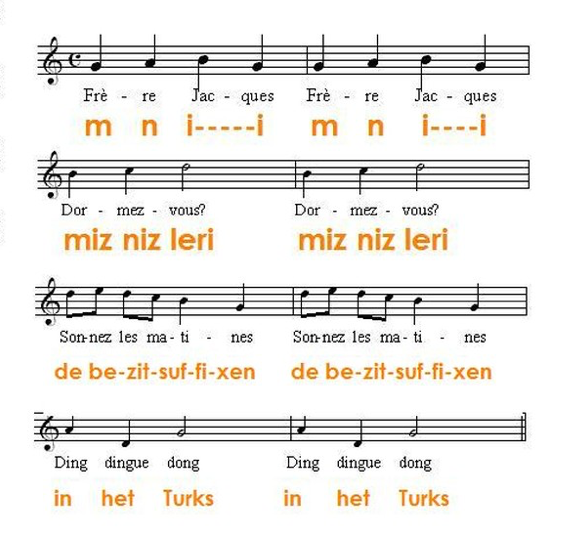 Frè - re Jac - ques Frè - re Jac - ques
m n i-----i m n i----i
Dor - mez - vous? Dor - mez - vous?
miz niz leri miz niz leri
Son-nez les ma - ti - nes Son-nez les ma - ti - nes
de be-zit-suf-fi-xen de be-zit-suf-fi-xen
Ding dingue dong Ding dingue dong
in het Turks in het Turks